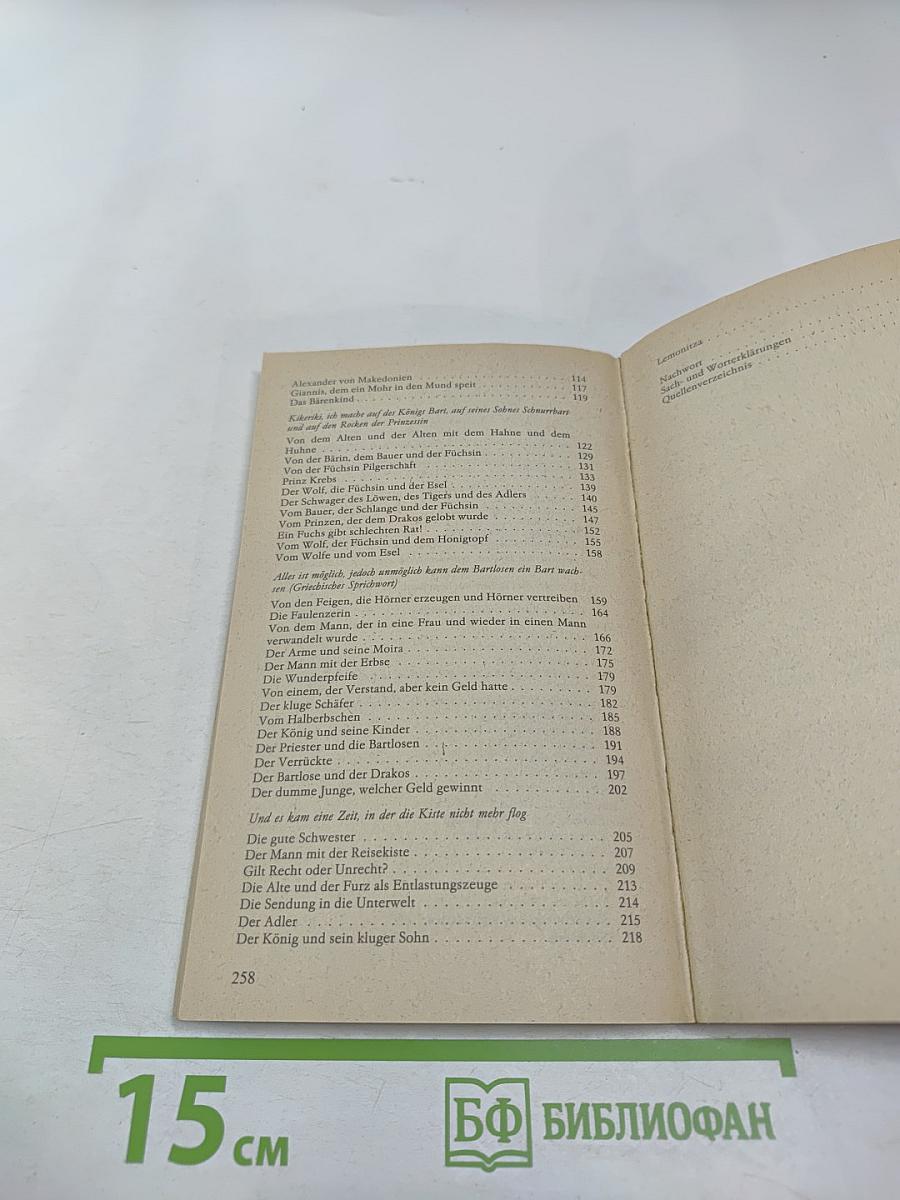 Alexander von Makedonien . . . . . . . . . . . . . . . . . . . . 114
Giannis, dem ein Mohr in den Mund speit . . . . . . . . . . 117
Das Bärenkind . . . . . . . . . . . . . . . . . . . . . . . . . . 119
Kikeriki, ich mache auf des Königs Bart, auf seines Sohnes Schnurrbart
und auf den Rocken der Prinzessin
Von dem Alten und der Alten mit dem Hahne und dem
Huhne . . . . . . . . . . . . . . . . . . . . . . . . . . . . . . 122
Von der Bärin, dem Bauer und der Füchsin . . . . . . . . . . 129
Von der Füchsin Pilgerschaft . . . . . . . . . . . . . . . . . . 131
Prinz Krebs . . . . . . . . . . . . . . . . . . . . . . . . . . . 133
Der Wolf, die Füchsin und der Esel . . . . . . . . . . . . . . 139
Der Schwager des Löwen, des Tigers und des Adlers . . . . . 140
Vom Bauer, der Schlange und der Füchsin . . . . . . . . . . 145
Vom Prinzen, der dem Drakos gelobt wurde . . . . . . . . . 147
Ein Fuchs gibt schlechten Rat! . . . . . . . . . . . . . . . . . 152
Vom Wolf, der Füchsin und dem Honigtopf . . . . . . . . . 155
Vom Wolfe und vom Esel . . . . . . . . . . . . . . . . . . . 158
Alles ist möglich, jedoch unmöglich kann dem Bartlosen ein Bart wach-
sen (Griechisches Sprichwort)
Von den Feigen, die Hörner erzeugen und Hörner vertreiben 159
Die Faulenzerin . . . . . . . . . . . . . . . . . . . . . . . . . 164
Von dem Mann, der in eine Frau und wieder in einen Mann
verwandelt wurde . . . . . . . . . . . . . . . . . . . . . . . 166
Der Arme und seine Moira . . . . . . . . . . . . . . . . . . 172
Der Mann mit der Erbse . . . . . . . . . . . . . . . . . . . 175
Die Wunderpfeife . . . . . . . . . . . . . . . . . . . . . . . 179
Von einem, der Verstand, aber kein Geld hatte . . . . . . . . 179
Der kluge Schäfer . . . . . . . . . . . . . . . . . . . . . . . 182
Vom Halberbschen . . . . . . . . . . . . . . . . . . . . . . 185
Der König und seine Kinder . . . . . . . . . . . . . . . . . 188
Der Priester und die Bartlosen . . . . . . . . . . . . . . . . 191
Der Verrückte . . . . . . . . . . . . . . . . . . . . . . . . . 194
Der Bartlose und der Drakos . . . . . . . . . . . . . . . . . 197
Der dumme Junge, welcher Geld gewinnt . . . . . . . . . . 202
Und es kam eine Zeit, in der die Kiste nicht mehr flog
Die gute Schwester . . . . . . . . . . . . . . . . . . . . . . 205
Der Mann mit der Reisekiste . . . . . . . . . . . . . . . . . 207
Gilt Recht oder Unrecht? . . . . . . . . . . . . . . . . . . . 209
Die Alte und der Furz als Entlastungszeuge . . . . . . . . . . 213
Die Sendung in die Unterwelt . . . . . . . . . . . . . . . . 214
Der Adler . . . . . . . . . . . . . . . . . . . . . . . . . . . 215
Der König und sein kluger Sohn . . . . . . . . . . . . . . . 218
258
Lemonitza . . . . . . . . . . . .
Nachwort . . . . . . . . . . . .
Sach- und Worterklärungen . . . . . . . .
Quellenverzeichnis . . . . . . . . . .
15 см
БФ БИБЛИОФАН